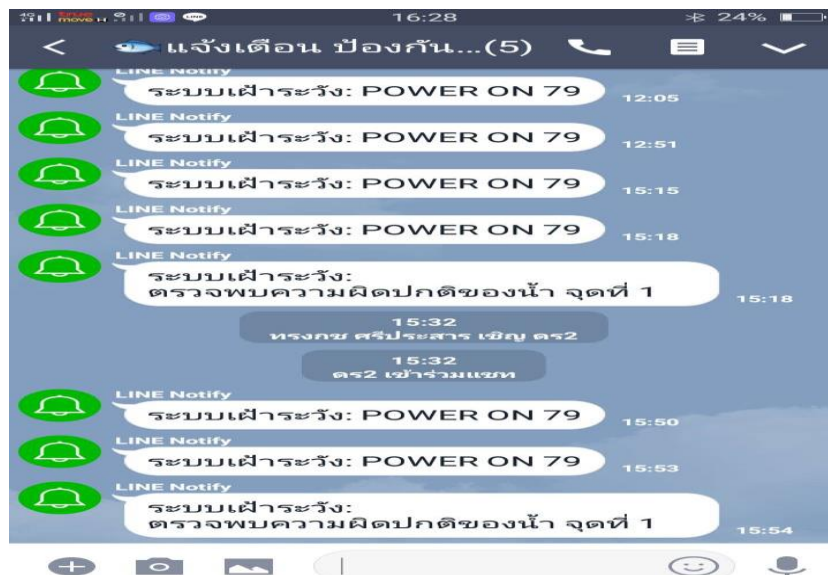 4G true move H
LINE
16:28
24%
< แจ้งเตือน ป้องกัน...(5)
LINE Notify
ระบบเฝ้าระวัง: POWER ON 79
12:05
LINE Notify
ระบบเฝ้าระวัง: POWER ON 79
12:51
LINE Notify
ระบบเฝ้าระวัง: POWER ON 79
15:15
LINE Notify
ระบบเฝ้าระวัง: POWER ON 79
15:18
LINE Notify
ระบบเฝ้าระวัง:
ตรวจพบความผิดปกติของน้ำ จุดที่ 1
15:18
15:32
ทรงกช ศรีประสาร เชิญ ดร2
15:32
ดร2 เข้าร่วมแชท
LINE Notify
ระบบเฝ้าระวัง: POWER ON 79
15:50
LINE Notify
ระบบเฝ้าระวัง: POWER ON 79
15:53
LINE Notify
ระบบเฝ้าระวัง:
ตรวจพบความผิดปกติของน้ำ จุดที่ 1
15:54